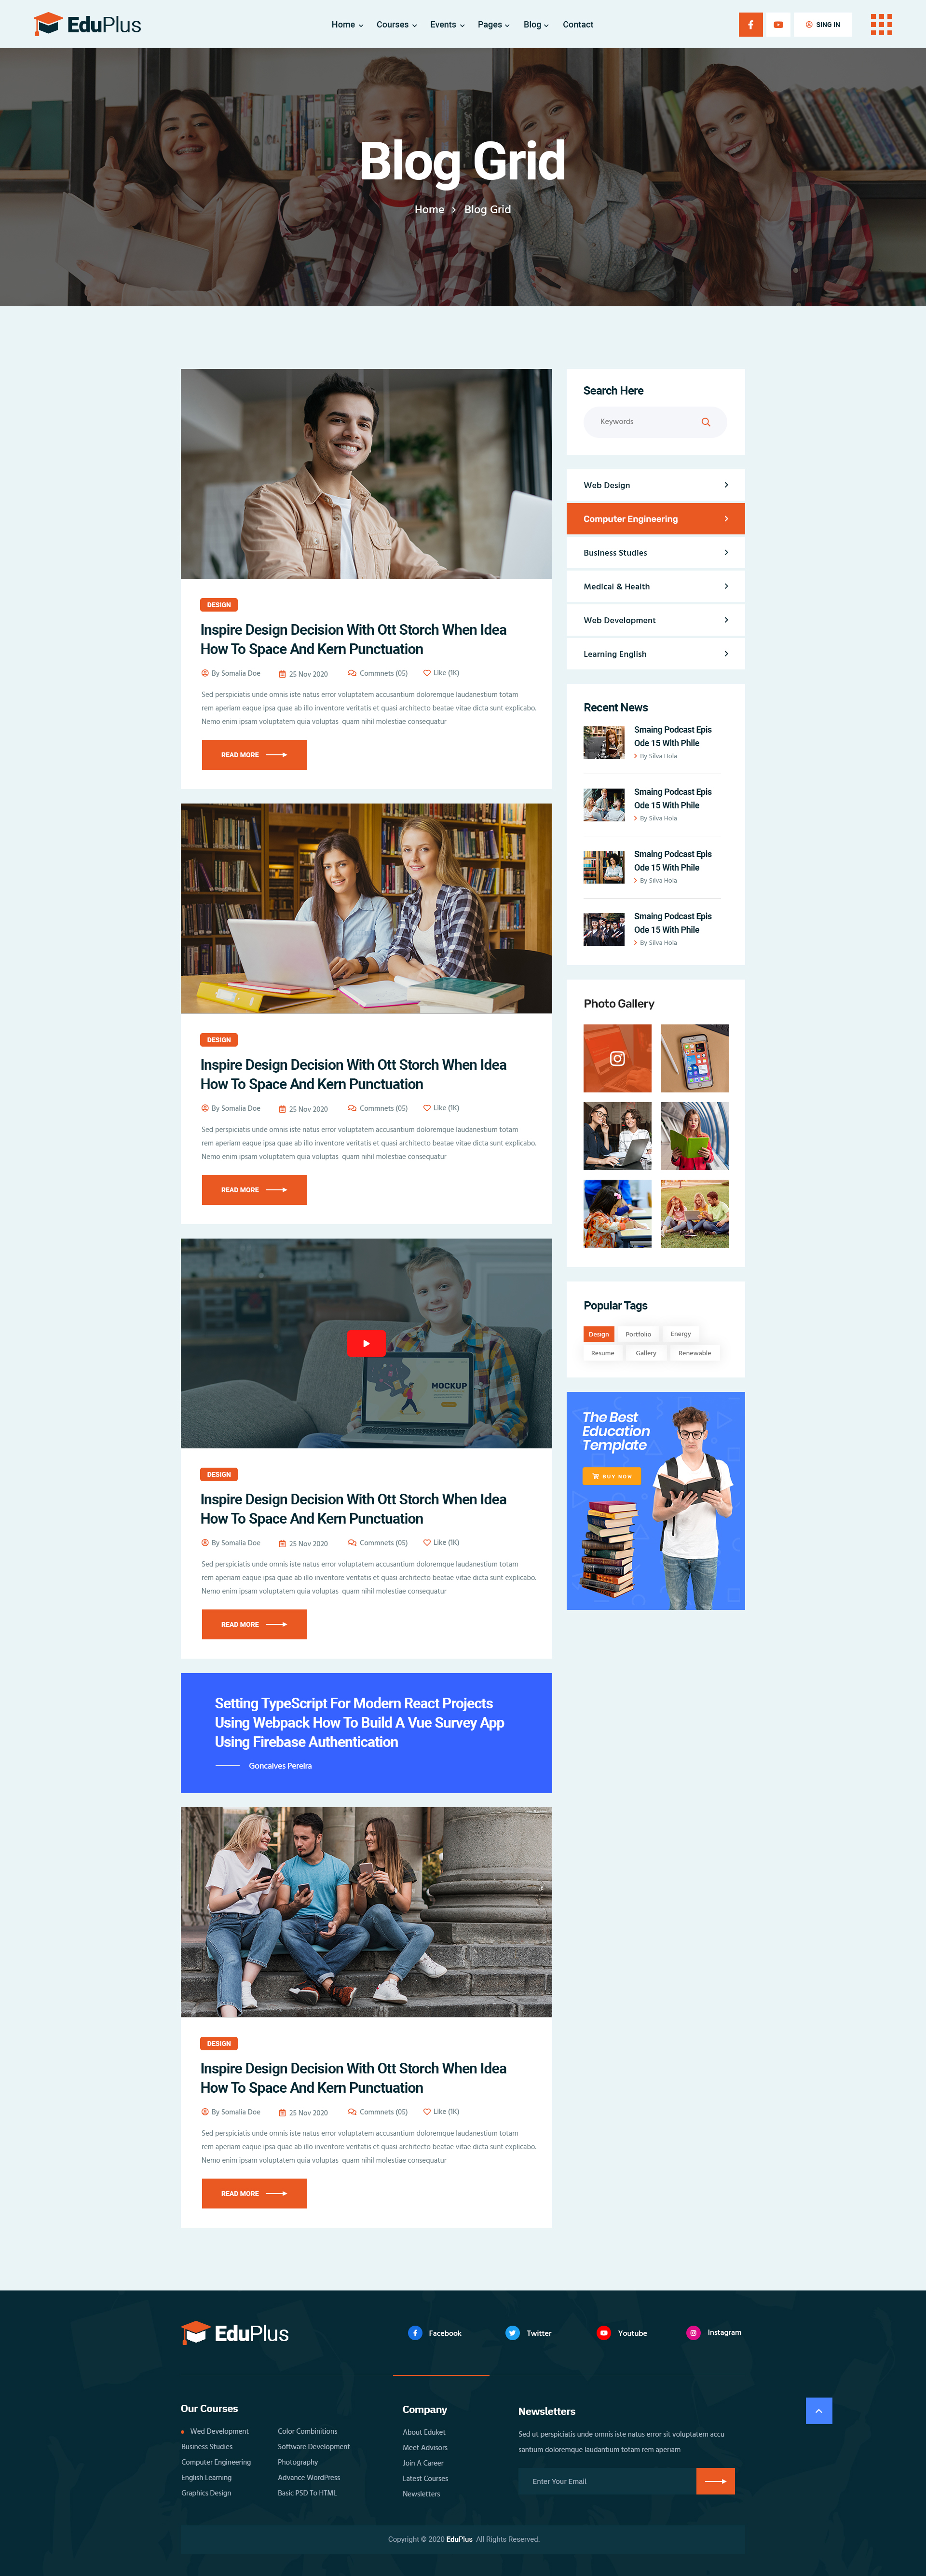 EduPlus
Home Courses Events Pages Blog Contact
SING IN
Blog Grid
Home > Blog Grid
DESIGN
Inspire Design Decision With Ott Storch When Idea
How To Space And Kern Punctuation
By Somalia Doe 25 Nov 2020 Commnets (05) Like (1K)
Sed perspiciatis unde omnis iste natus error voluptatem accusantium doloremque laudanestium totam
rem aperiam eaque ipsa quae ab illo inventore veritatis et quasi architecto beatae vitae dicta sunt explicabo.
Nemo enim ipsam voluptatem quia voluptas quam nihil molestiae consequatur
READ MORE
DESIGN
Inspire Design Decision With Ott Storch When Idea
How To Space And Kern Punctuation
By Somalia Doe 25 Nov 2020 Commnets (05) Like (1K)
Sed perspiciatis unde omnis iste natus error voluptatem accusantium doloremque laudanestium totam
rem aperiam eaque ipsa quae ab illo inventore veritatis et quasi architecto beatae vitae dicta sunt explicabo.
Nemo enim ipsam voluptatem quia voluptas quam nihil molestiae consequatur
READ MORE
MOCKUP
DESIGN
Inspire Design Decision With Ott Storch When Idea
How To Space And Kern Punctuation
By Somalia Doe 25 Nov 2020 Commnets (05) Like (1K)
Sed perspiciatis unde omnis iste natus error voluptatem accusantium doloremque laudanestium totam
rem aperiam eaque ipsa quae ab illo inventore veritatis et quasi architecto beatae vitae dicta sunt explicabo.
Nemo enim ipsam voluptatem quia voluptas quam nihil molestiae consequatur
READ MORE
Setting TypeScript For Modern React Projects
Using Webpack How To Build A Vue Survey App
Using Firebase Authentication
Goncalves Pereira
DESIGN
Inspire Design Decision With Ott Storch When Idea
How To Space And Kern Punctuation
By Somalia Doe 25 Nov 2020 Commnets (05) Like (1K)
Sed perspiciatis unde omnis iste natus error voluptatem accusantium doloremque laudanestium totam
rem aperiam eaque ipsa quae ab illo inventore veritatis et quasi architecto beatae vitae dicta sunt explicabo.
Nemo enim ipsam voluptatem quia voluptas quam nihil molestiae consequatur
READ MORE
Search Here
Keywords
Web Design
Computer Engineering
Business Studies
Medical & Health
Web Development
Learning English
Recent News
Smaing Podcast Epis
Ode 15 With Phile
By Silva Hola
Smaing Podcast Epis
Ode 15 With Phile
By Silva Hola
Smaing Podcast Epis
Ode 15 With Phile
By Silva Hola
Smaing Podcast Epis
Ode 15 With Phile
By Silva Hola
Photo Gallery
Popular Tags
Design Portfolio Energy
Resume Gallery Renewable
The Best
Education
Template
BUY NOW
EduPlus
Facebook Twitter Youtube Instagram
Our Courses
Wed Development
Business Studies
Computer Engineering
English Learning
Graphics Design
Color Combinitions
Software Development
Photography
Advance WordPress
Basic PSD To HTML
Company
About Eduket
Meet Advisors
Join A Career
Latest Courses
Newsletters
Newsletters
Sed ut perspiciatis unde omnis iste natus error sit voluptatem accu
santium doloremque laudantium totam rem aperiam
Enter Your Email
Copyright © 2020 EduPlus All Rights Reserved.